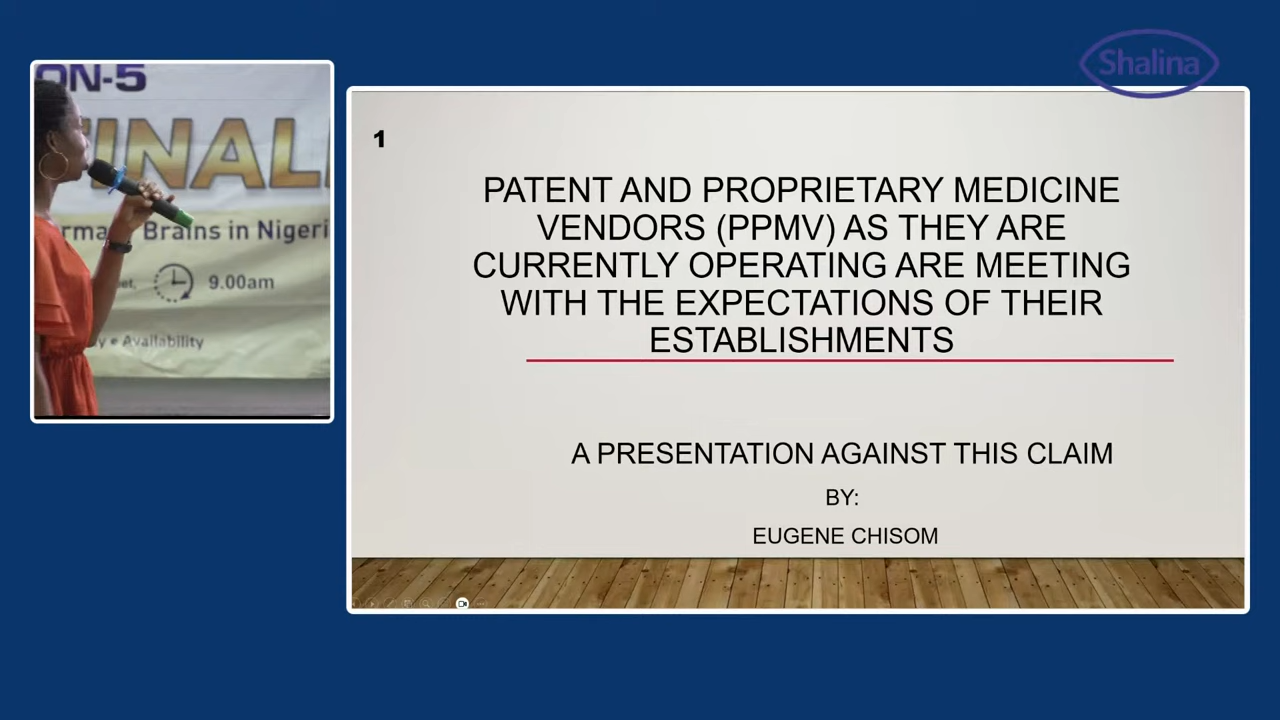 Shalina
ON-5
FINAL
Brains in Nigeri
9.00am
Availability
1
PATENT AND PROPRIETARY MEDICINE
VENDORS (PPMV) AS THEY ARE
CURRENTLY OPERATING ARE MEETING
WITH THE EXPECTATIONS OF THEIR
ESTABLISHMENTS
A PRESENTATION AGAINST THIS CLAIM
BY:
EUGENE CHISOM